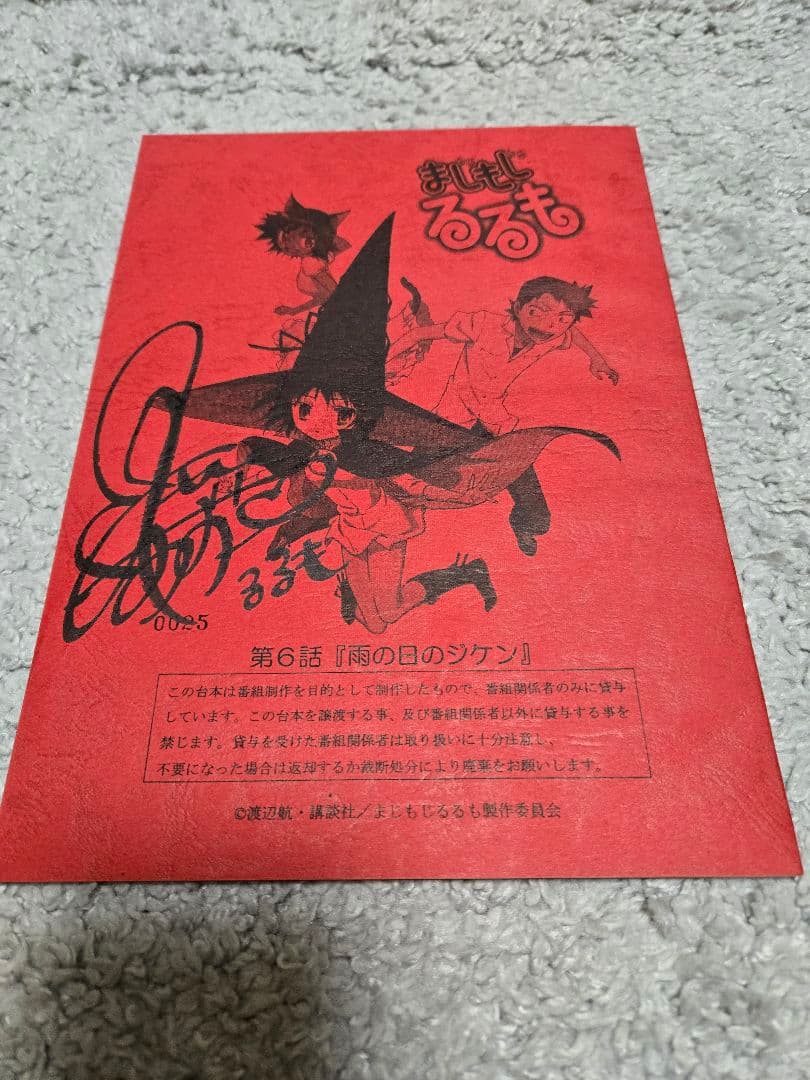 まじもじ
るるも
るるも
0025
第6話『雨の日のジケン』
この台本は番組制作を目的として制作したもので、番組関係者のみに貸与
しています。この台本を譲渡する事、及び番組関係者以外に貸与する事を
禁じます。貸与を受けた番組関係者は取り扱いに十分注意し、
不要になった場合は返却するか裁断処分により廃棄をお願いします。
©渡辺航・講談社/まじもじるるも製作委員会